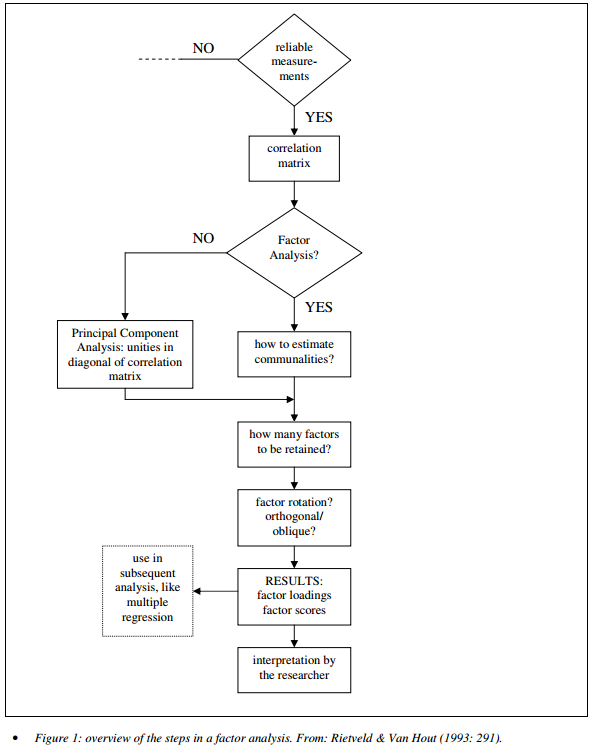 NO
reliable
measure-
ments
YES
correlation
matrix
NO
Factor
Analysis?
YES
Principal Component
Analysis: unities in
diagonal of correlation
matrix
how to estimate
communalities?
how many factors
to be retained?
factor rotation?
orthogonal/
oblique?
use in
subsequent
analysis, like
multiple
regression
RESULTS:
factor loadings
factor scores
interpretation by
the researcher
• Figure 1: overview of the steps in a factor analysis. From: Rietveld & Van Hout (1993: 291).